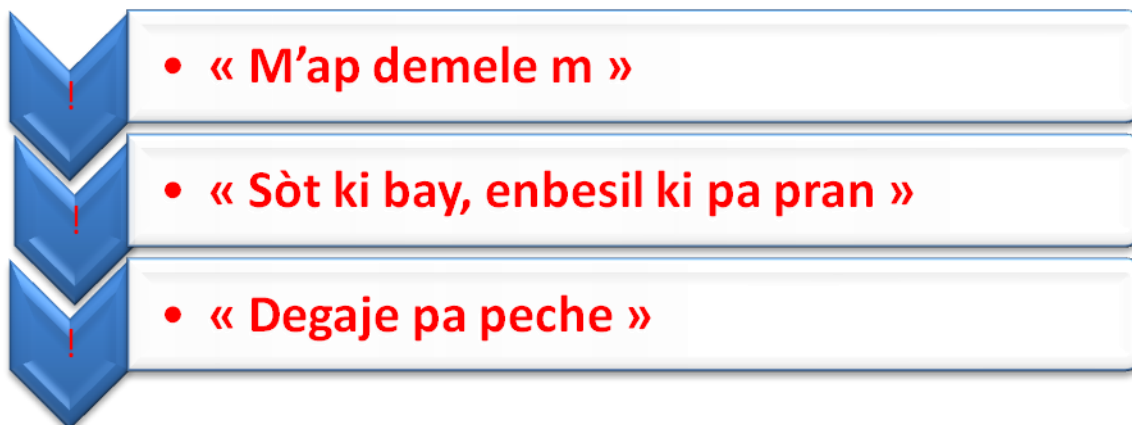 !
• « M’ap demele m »
!
• « Sòt ki bay, enbesil ki pa pran »
!
• « Degaje pa peche »